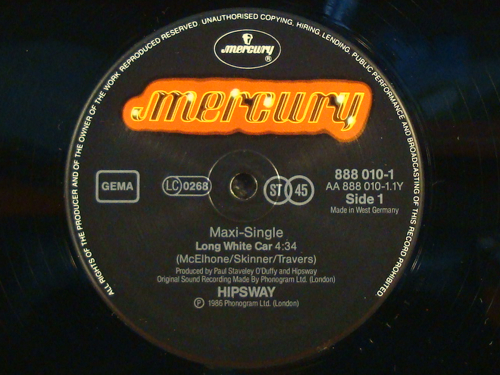 ALL RIGHTS OF THE PRODUCER AND OF THE OWNER OF THE WORK REPRODUCED RESERVED. UNAUTHORISED COPYING, HIRING, LENDING, PUBLIC PERFORMANCE AND BROADCASTING OF THIS RECORD PROHIBITED
mercury ®
mercury
GEMA
LC 0268
ST 45
888 010-1
AA 888 010-1.1Y
Side 1
Made in West Germany
Maxi-Single
Long White Car 4:34
(McElhone/Skinner/Travers)
Produced by Paul Staveley O'Duffy and Hipsway
Original Sound Recording Made By Phonogram Ltd. (London)
HIPSWAY
℗ 1986 Phonogram Ltd. (London)